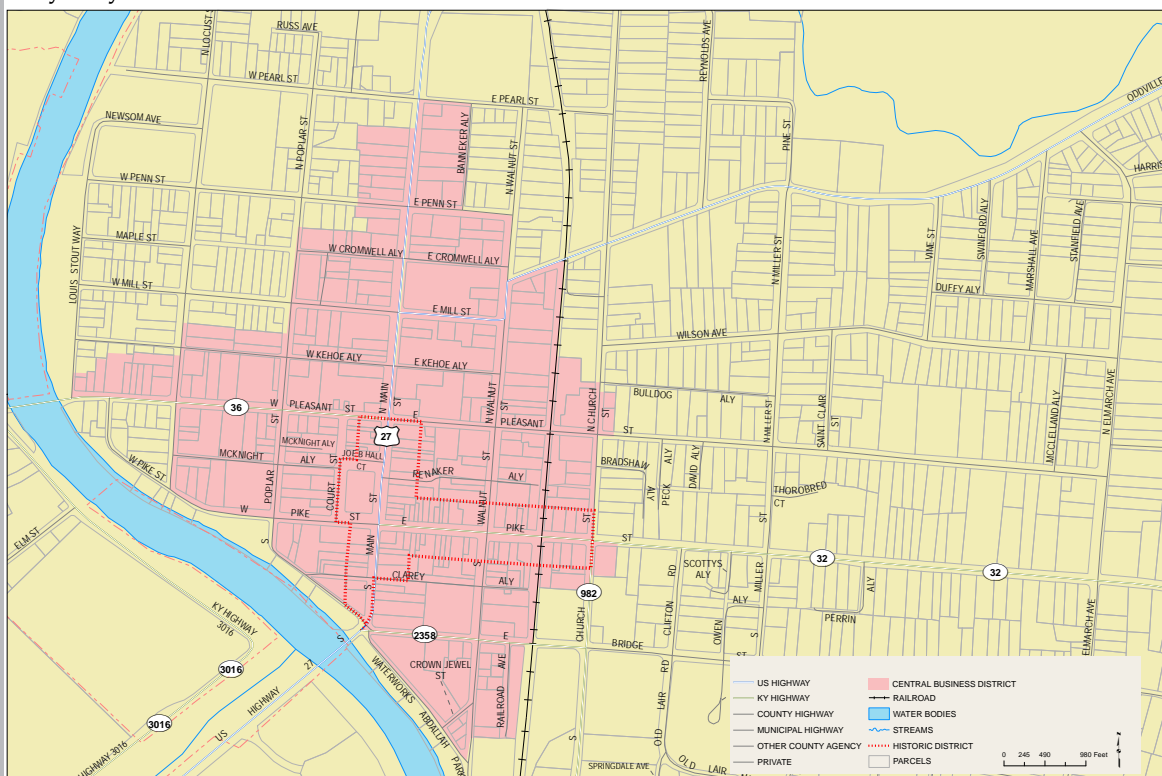 RUSS AVE
N LOCUST S
W PEARL ST
E PEARL ST
REYNOLDS AVE
ODDVILLE
NEWSOM AVE
N POPLAR ST
BANNEKER ALY
N WALNUT ST
PINE ST
HARRIS
W PENN ST
E PENN ST
MAPLE ST
W CROMWELL ALY
E CROMWELL ALY
LOUIS STOUT WAY
W MILL ST
E MILL ST
N MILLER ST
VINE ST
SWINFORD ALY
MARSHALL AVE
STANFIELD AVE
DUFFY ALY
WILSON AVE
W KEHOE ALY
E KEHOE ALY
N MAIN ST
N WALNUT ST
N CHURCH ST
BULLDOG ALY
N MILLER ST
SAINT CLAIR ST
MCCLELLAND ALY
N ELMARCH AVE
36
W PLEASANT ST
E PLEASANT ST
27
MCKNIGHT ALY
JOE B HALL CT
MCKNIGHT ALY
RENAKER ALY
BRADSHAW ALY
PECK ALY
DAVID ALY
THOROBRED CT
W PIKE ST
S POPLAR ST
COURT ST
S MAIN ST
S WALNUT ST
W PIKE ST
E PIKE ST
32
32
ELM ST
CLAREY ALY
982
S CHURCH ST
CLIFTON RD
SCOTTYS ALY
OWEN ALY
S MILLER ST
PERRIN ALY
ELMARCH AVE
KY HIGHWAY 3016
3016
2358
E BRIDGE ST
CROWN JEWEL ST
RAILROAD AVE
S WATERWORKS
ABDALLAH PARK
US HIGHWAY 27
3016
HIGHWAY 3016
OLD LAIR RD
OLD LAIR
SPRINGDALE AVE
US HIGHWAY
KY HIGHWAY
COUNTY HIGHWAY
MUNICIPAL HIGHWAY
OTHER COUNTY AGENCY
PRIVATE
CENTRAL BUSINESS DISTRICT
RAILROAD
WATER BODIES
STREAMS
HISTORIC DISTRICT
PARCELS
0 245 490 980 Feet